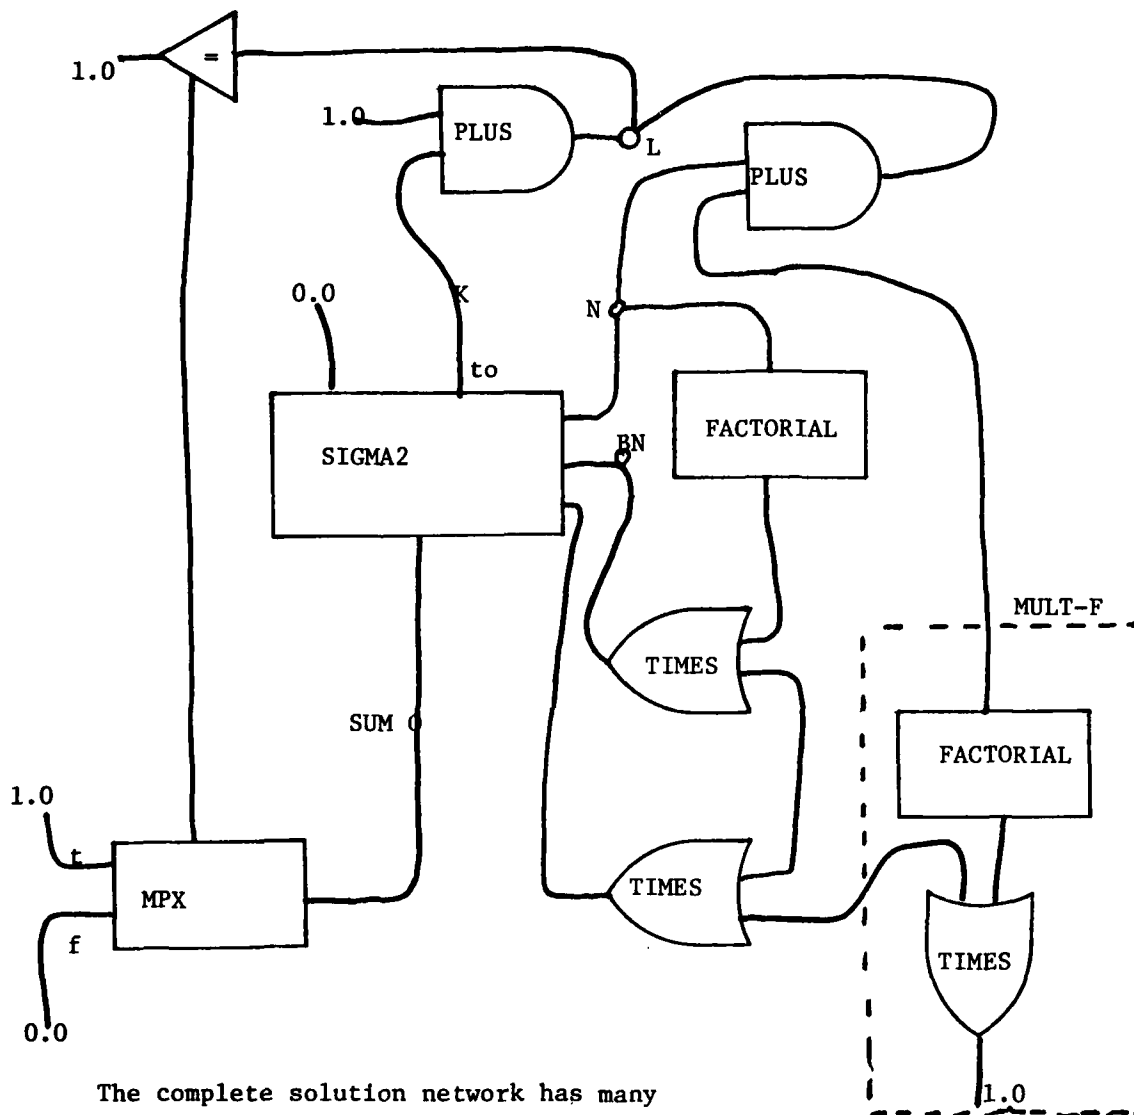 =
1.0
1.0
PLUS
L
PLUS
0.0
K
N
to
BN
FACTORIAL
SIGMA2
MULT-F
TIMES
SUM 0
FACTORIAL
1.0
t
TIMES
MPX
f
TIMES
0.0
The complete solution network has many
1.0